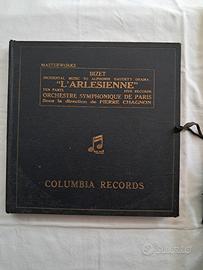 MASTERWORKS
BIZET
INCIDENTAL MUSIC TO ALPHONSE DAUDET'S DRAMA
"L'ARLESIENNE"
TEN PARTS FIVE RECORDS
ORCHESTRE SYMPHONIQUE DE PARIS
Sous la direction de PIERRE CHAGNON
COLUMBIA RECORDS
subito